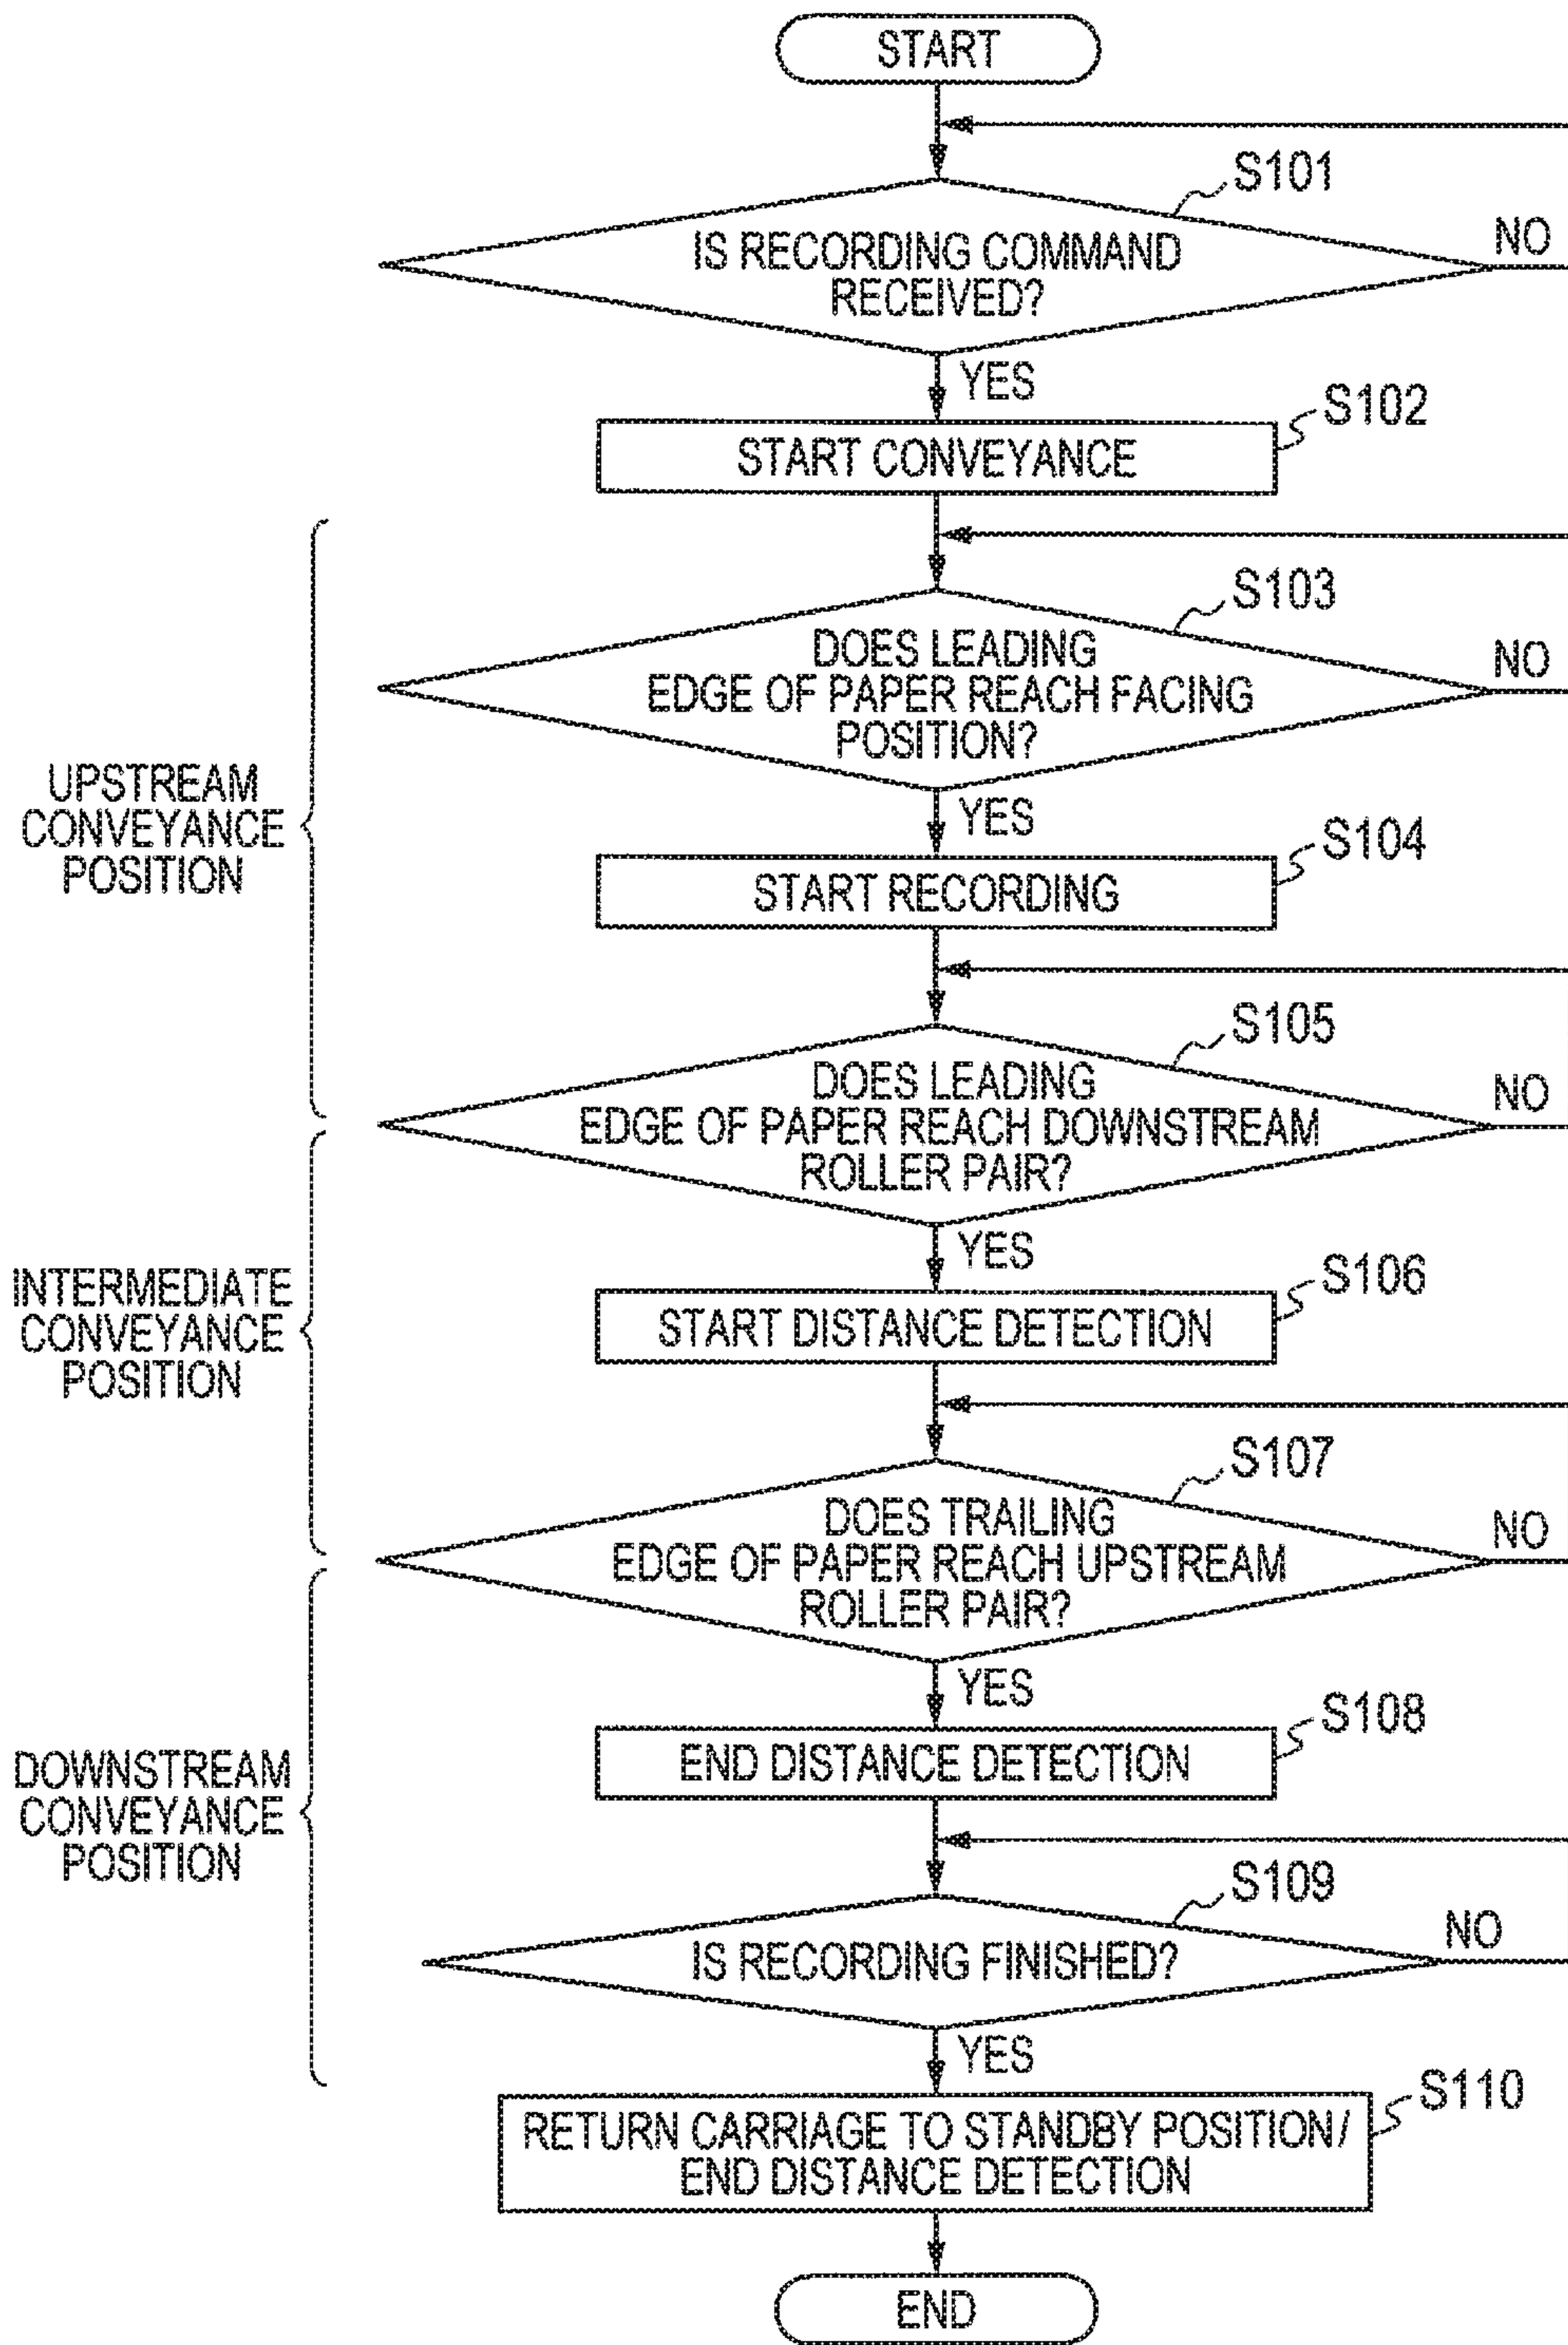 START
S101
IS RECORDING COMMAND
RECEIVED?
NO
YES
S102
START CONVEYANCE
S103
DOES LEADING
EDGE OF PAPER REACH FACING
POSITION?
NO
YES
UPSTREAM
CONVEYANCE
POSITION
S104
START RECORDING
S105
DOES LEADING
EDGE OF PAPER REACH DOWNSTREAM
ROLLER PAIR?
NO
YES
INTERMEDIATE
CONVEYANCE
POSITION
S106
START DISTANCE DETECTION
S107
DOES TRAILING
EDGE OF PAPER REACH UPSTREAM
ROLLER PAIR?
NO
YES
DOWNSTREAM
CONVEYANCE
POSITION
S108
END DISTANCE DETECTION
S109
IS RECORDING FINISHED?
NO
YES
S110
RETURN CARRIAGE TO STANDBY POSITION/
END DISTANCE DETECTION
END